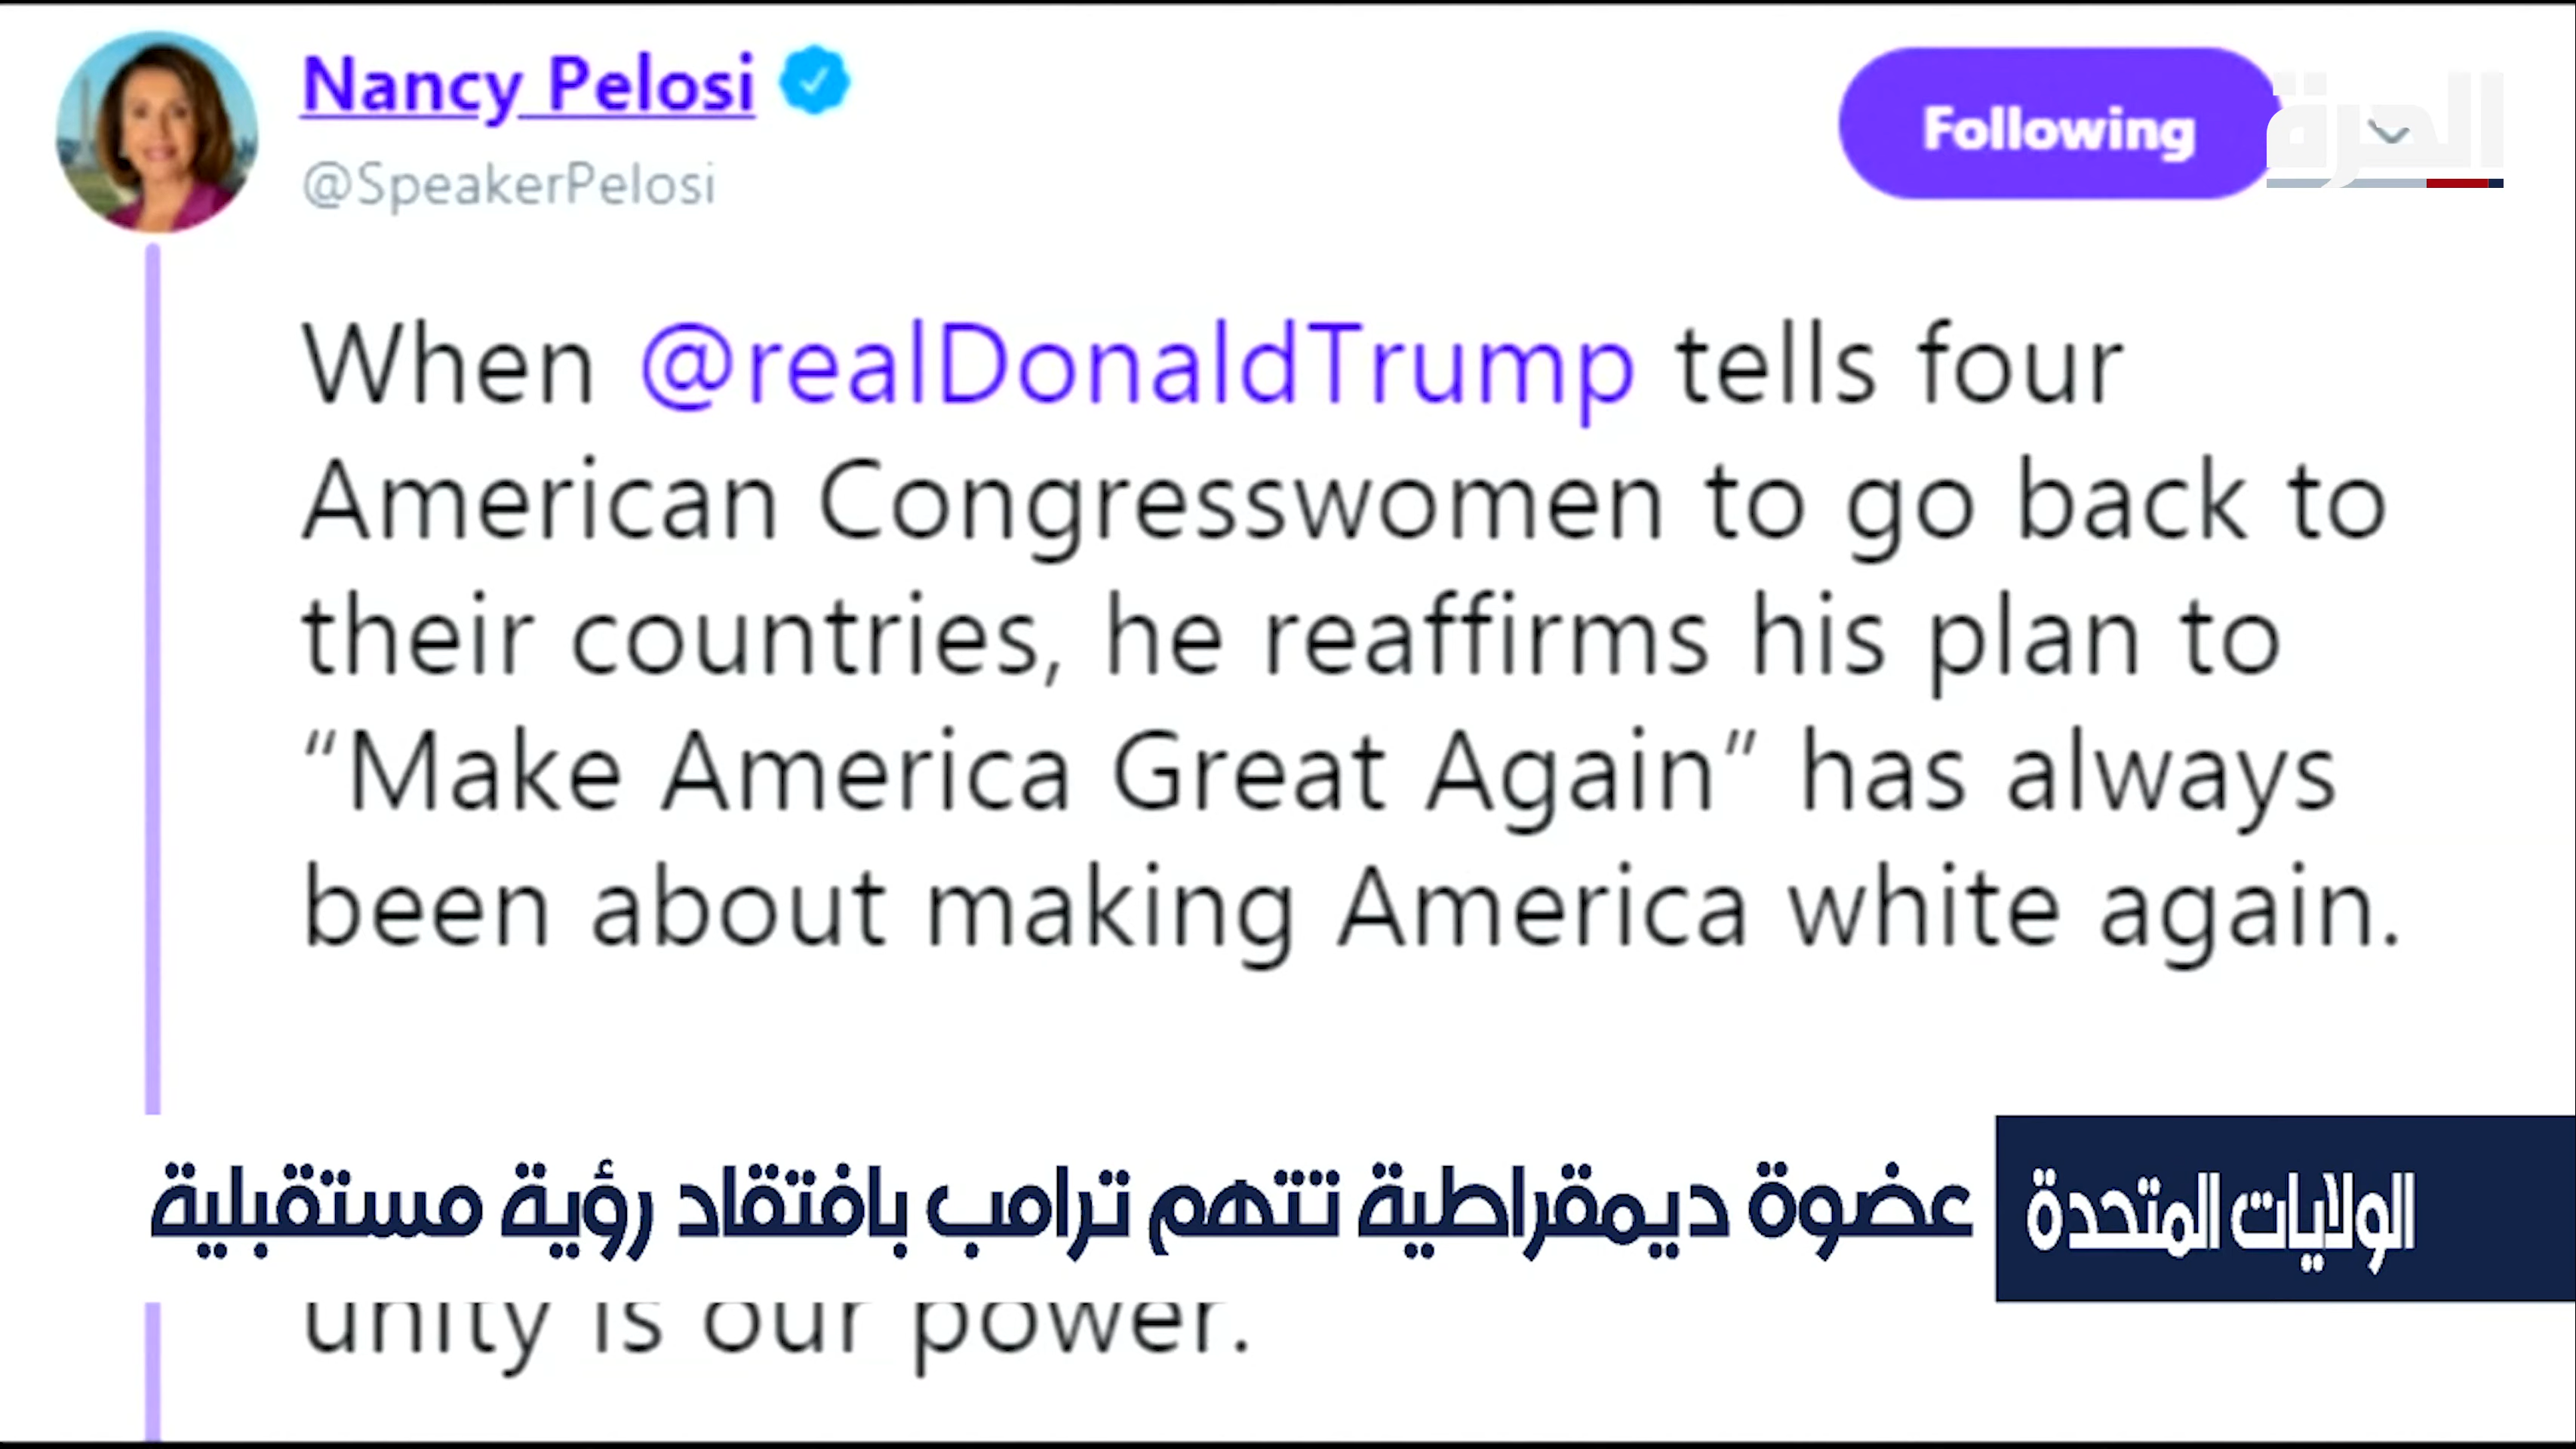 Nancy Pelosi
@SpeakerPelosi
Following
الحرة
When @realDonaldTrump tells four
American Congresswomen to go back to
their countries, he reaffirms his plan to
“Make America Great Again” has always
been about making America white again.
الولايات المتحدة
عضوة ديمقراطية تتهم ترامب بافتقاد رؤية مستقبلية
unity is our power.